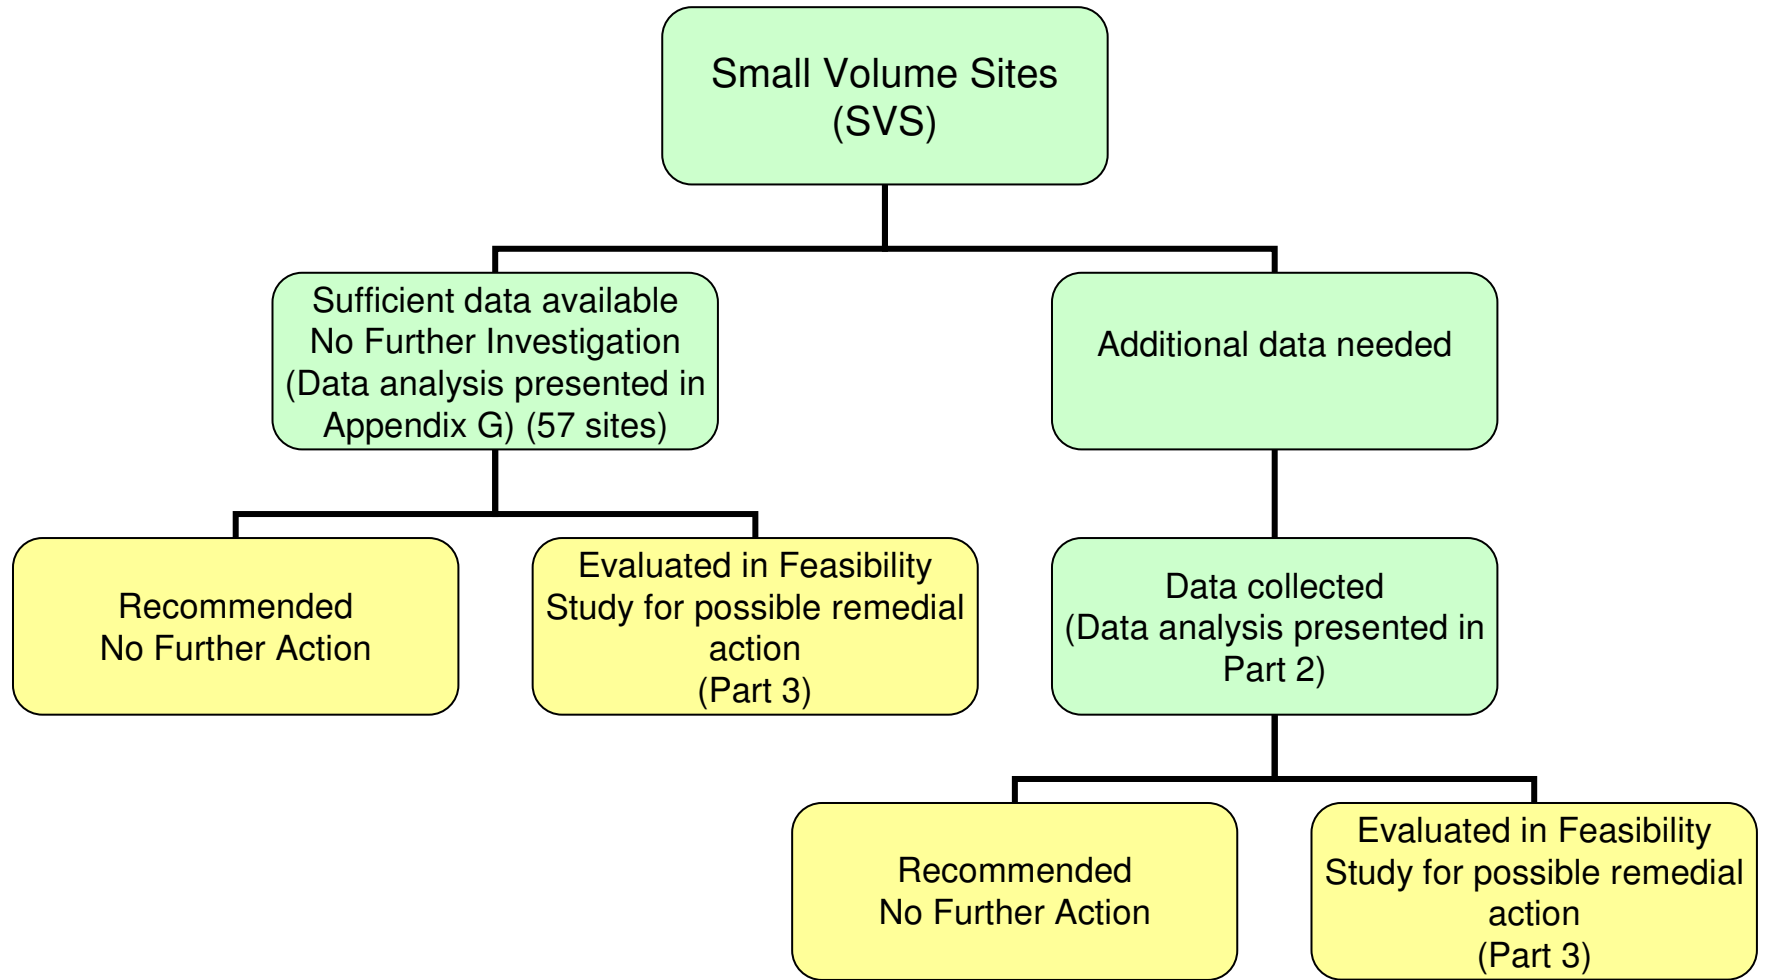 Small Volume Sites
(SVS)
Sufficient data available
No Further Investigation
(Data analysis presented in
Appendix G) (57 sites)
Additional data needed
Recommended
No Further Action
Evaluated in Feasibility
Study for possible remedial
action
(Part 3)
Data collected
(Data analysis presented in
Part 2)
Recommended
No Further Action
Evaluated in Feasibility
Study for possible remedial
action
(Part 3)